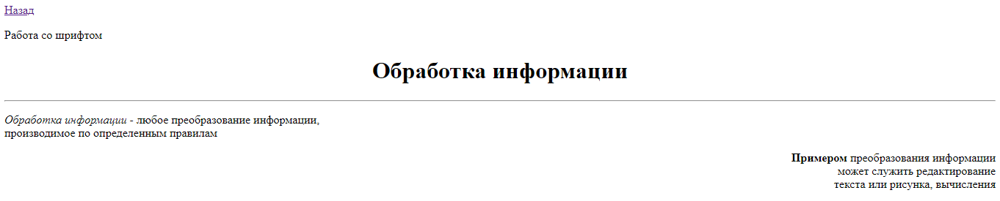 Назад
Работа со шрифтом
Обработка информации
Обработка информации - любое преобразование информации,
производимое по определенным правилам
Примером преобразования информации
может служить редактирование
текста или рисунка, вычисления